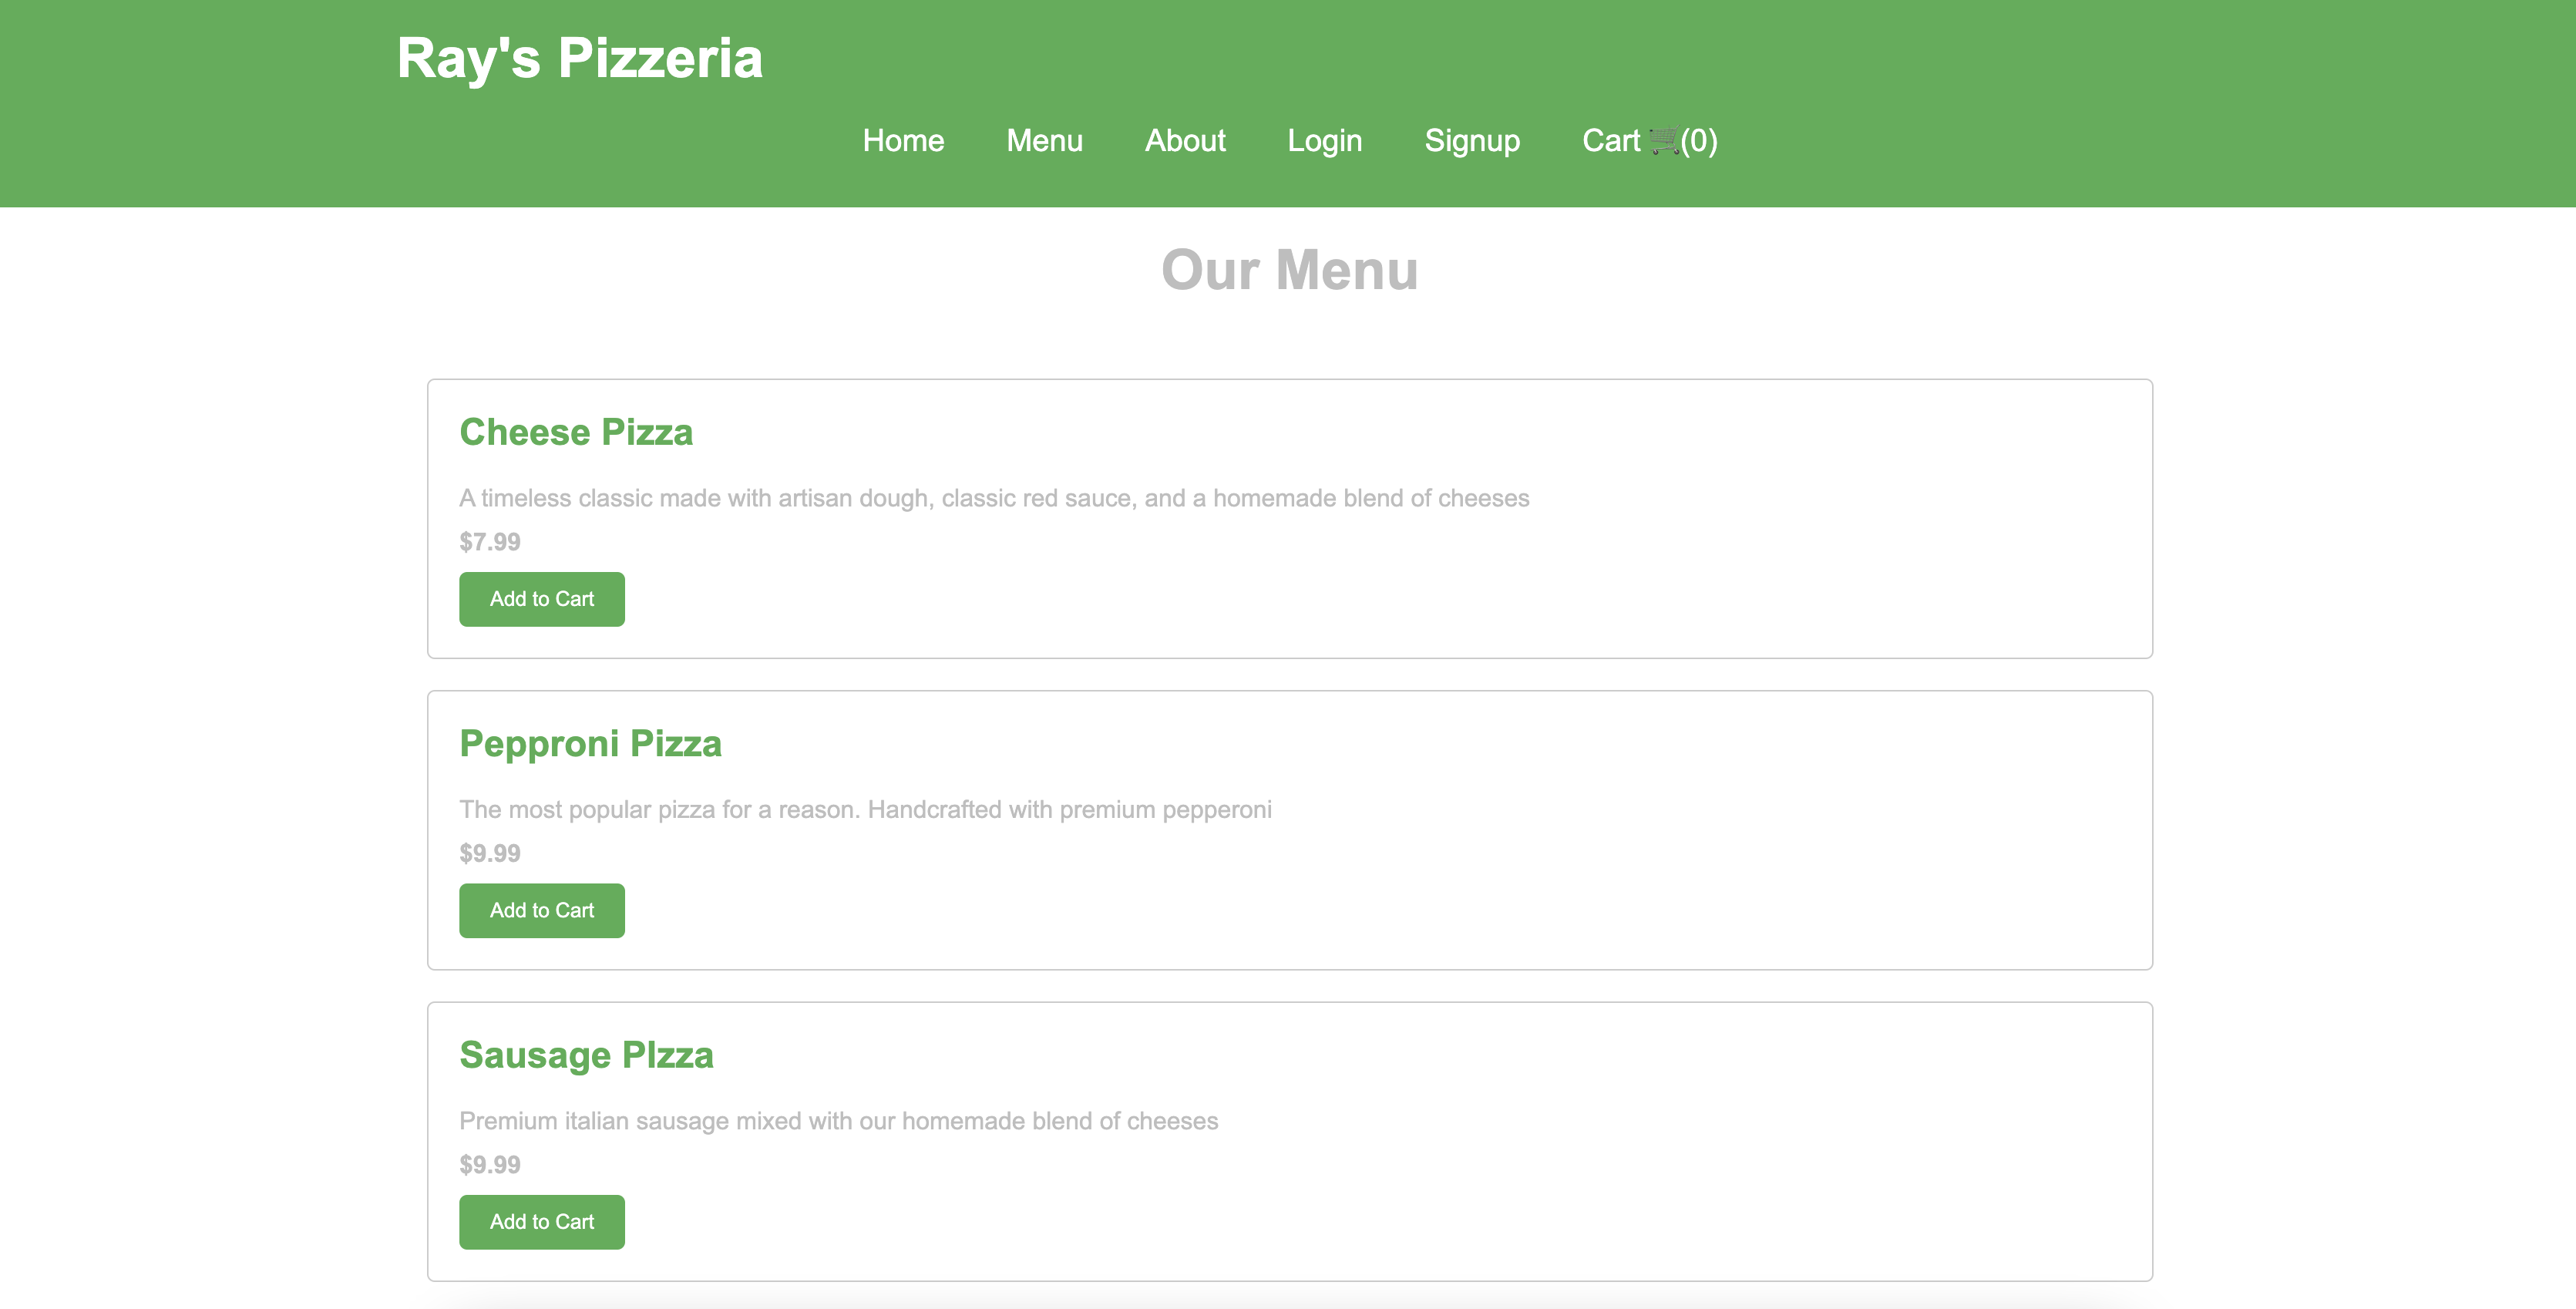 Ray's Pizzeria
Home Menu About Login Signup Cart 🛒(0)
Our Menu
Cheese Pizza
A timeless classic made with artisan dough, classic red sauce, and a homemade blend of cheeses
$7.99
Add to Cart
Pepproni Pizza
The most popular pizza for a reason. Handcrafted with premium pepperoni
$9.99
Add to Cart
Sausage PIzza
Premium italian sausage mixed with our homemade blend of cheeses
$9.99
Add to Cart